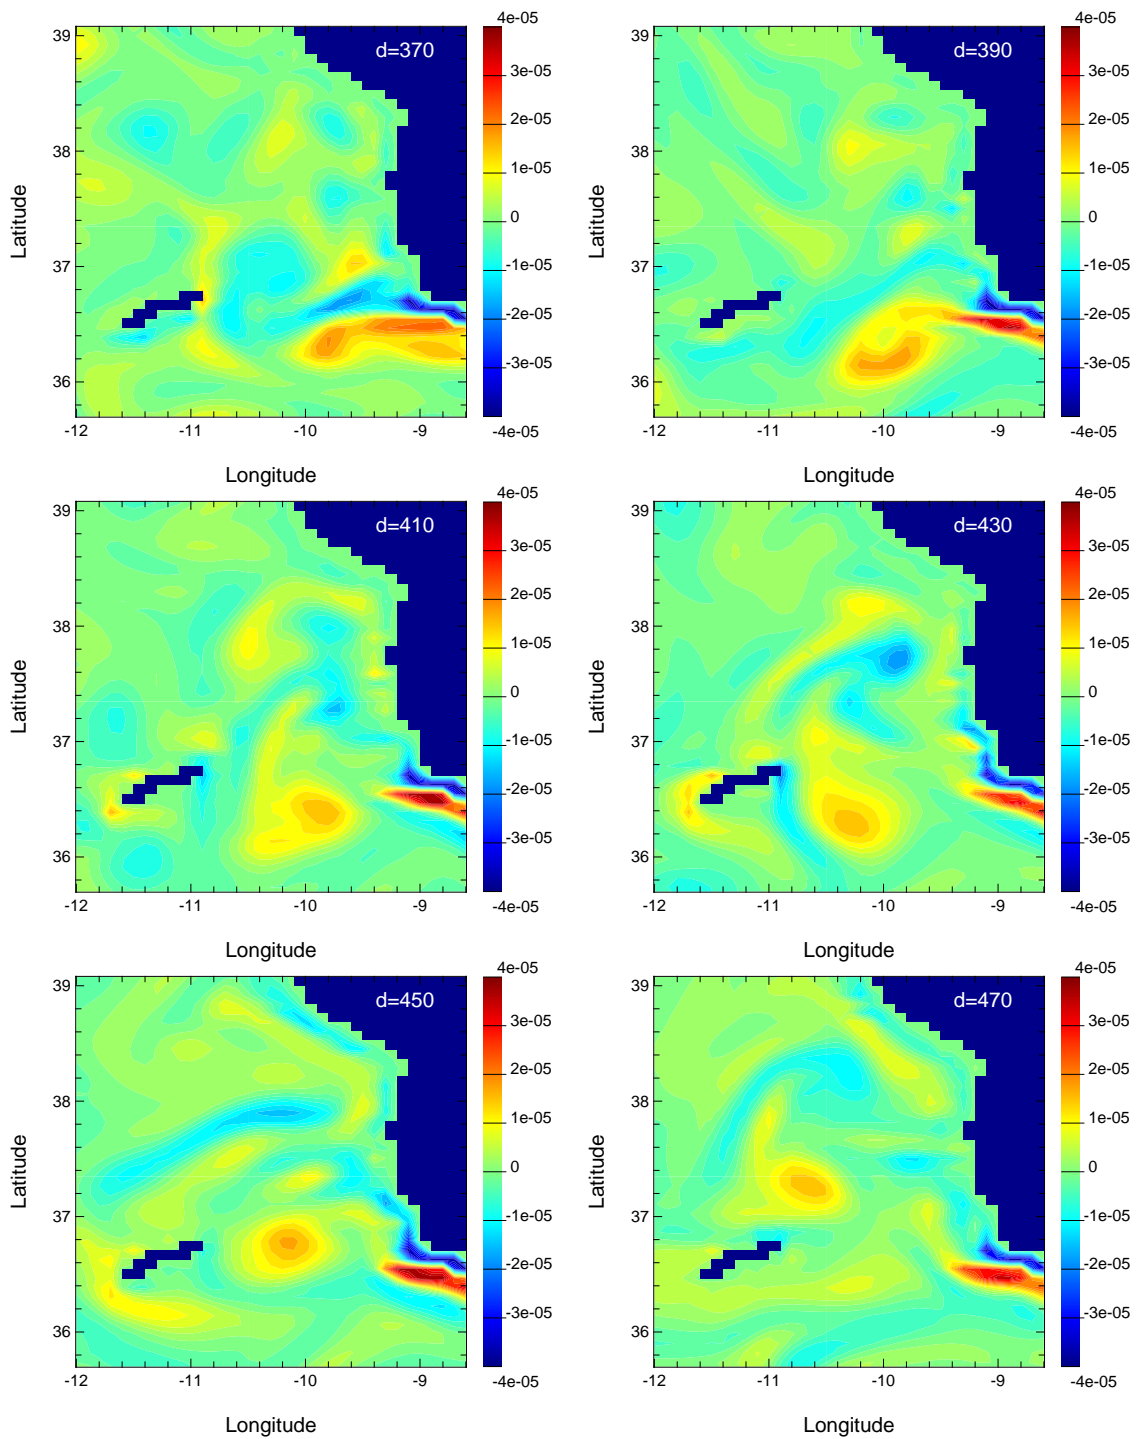 4e-05 4e-05
39 d=370 39 d=390
3e-05 3e-05
2e-05 2e-05
38 38
1e-05 1e-05
Latitude 0 Latitude 0
37 37
-1e-05 -1e-05
-2e-05 -2e-05
36 -3e-05 36 -3e-05
-12 -11 -10 -9 -4e-05 -12 -11 -10 -9 -4e-05
Longitude Longitude
4e-05 4e-05
39 d=410 39 d=430
3e-05 3e-05
2e-05 2e-05
38 38
1e-05 1e-05
Latitude 0 Latitude 0
37 37
-1e-05 -1e-05
-2e-05 -2e-05
36 -3e-05 36 -3e-05
-12 -11 -10 -9 -4e-05 -12 -11 -10 -9 -4e-05
Longitude Longitude
4e-05 4e-05
39 d=450 39 d=470
3e-05 3e-05
2e-05 2e-05
38 38
1e-05 1e-05
Latitude 0 Latitude 0
37 37
-1e-05 -1e-05
-2e-05 -2e-05
36 -3e-05 36 -3e-05
-12 -11 -10 -9 -4e-05 -12 -11 -10 -9 -4e-05
Longitude Longitude